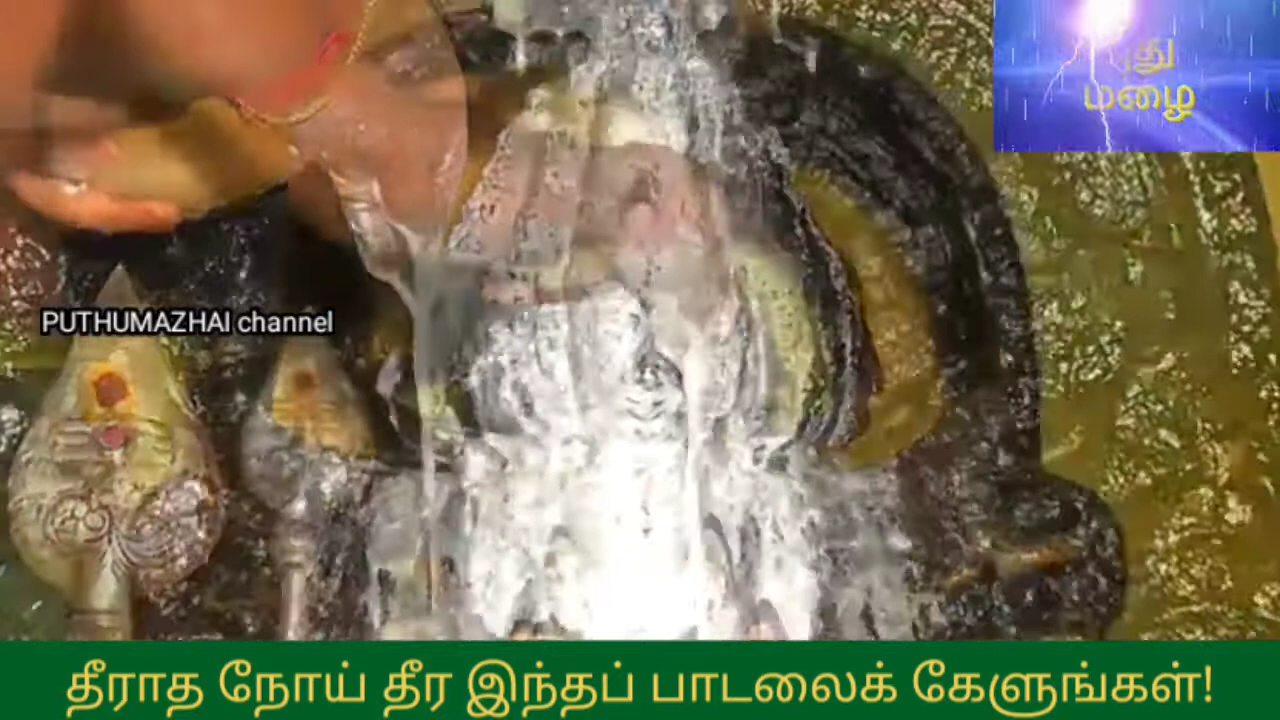 புது
மழை
PUTHUMAZHAI channel
தீராத நோய் தீர இந்தப் பாடலைக் கேளுங்கள்!